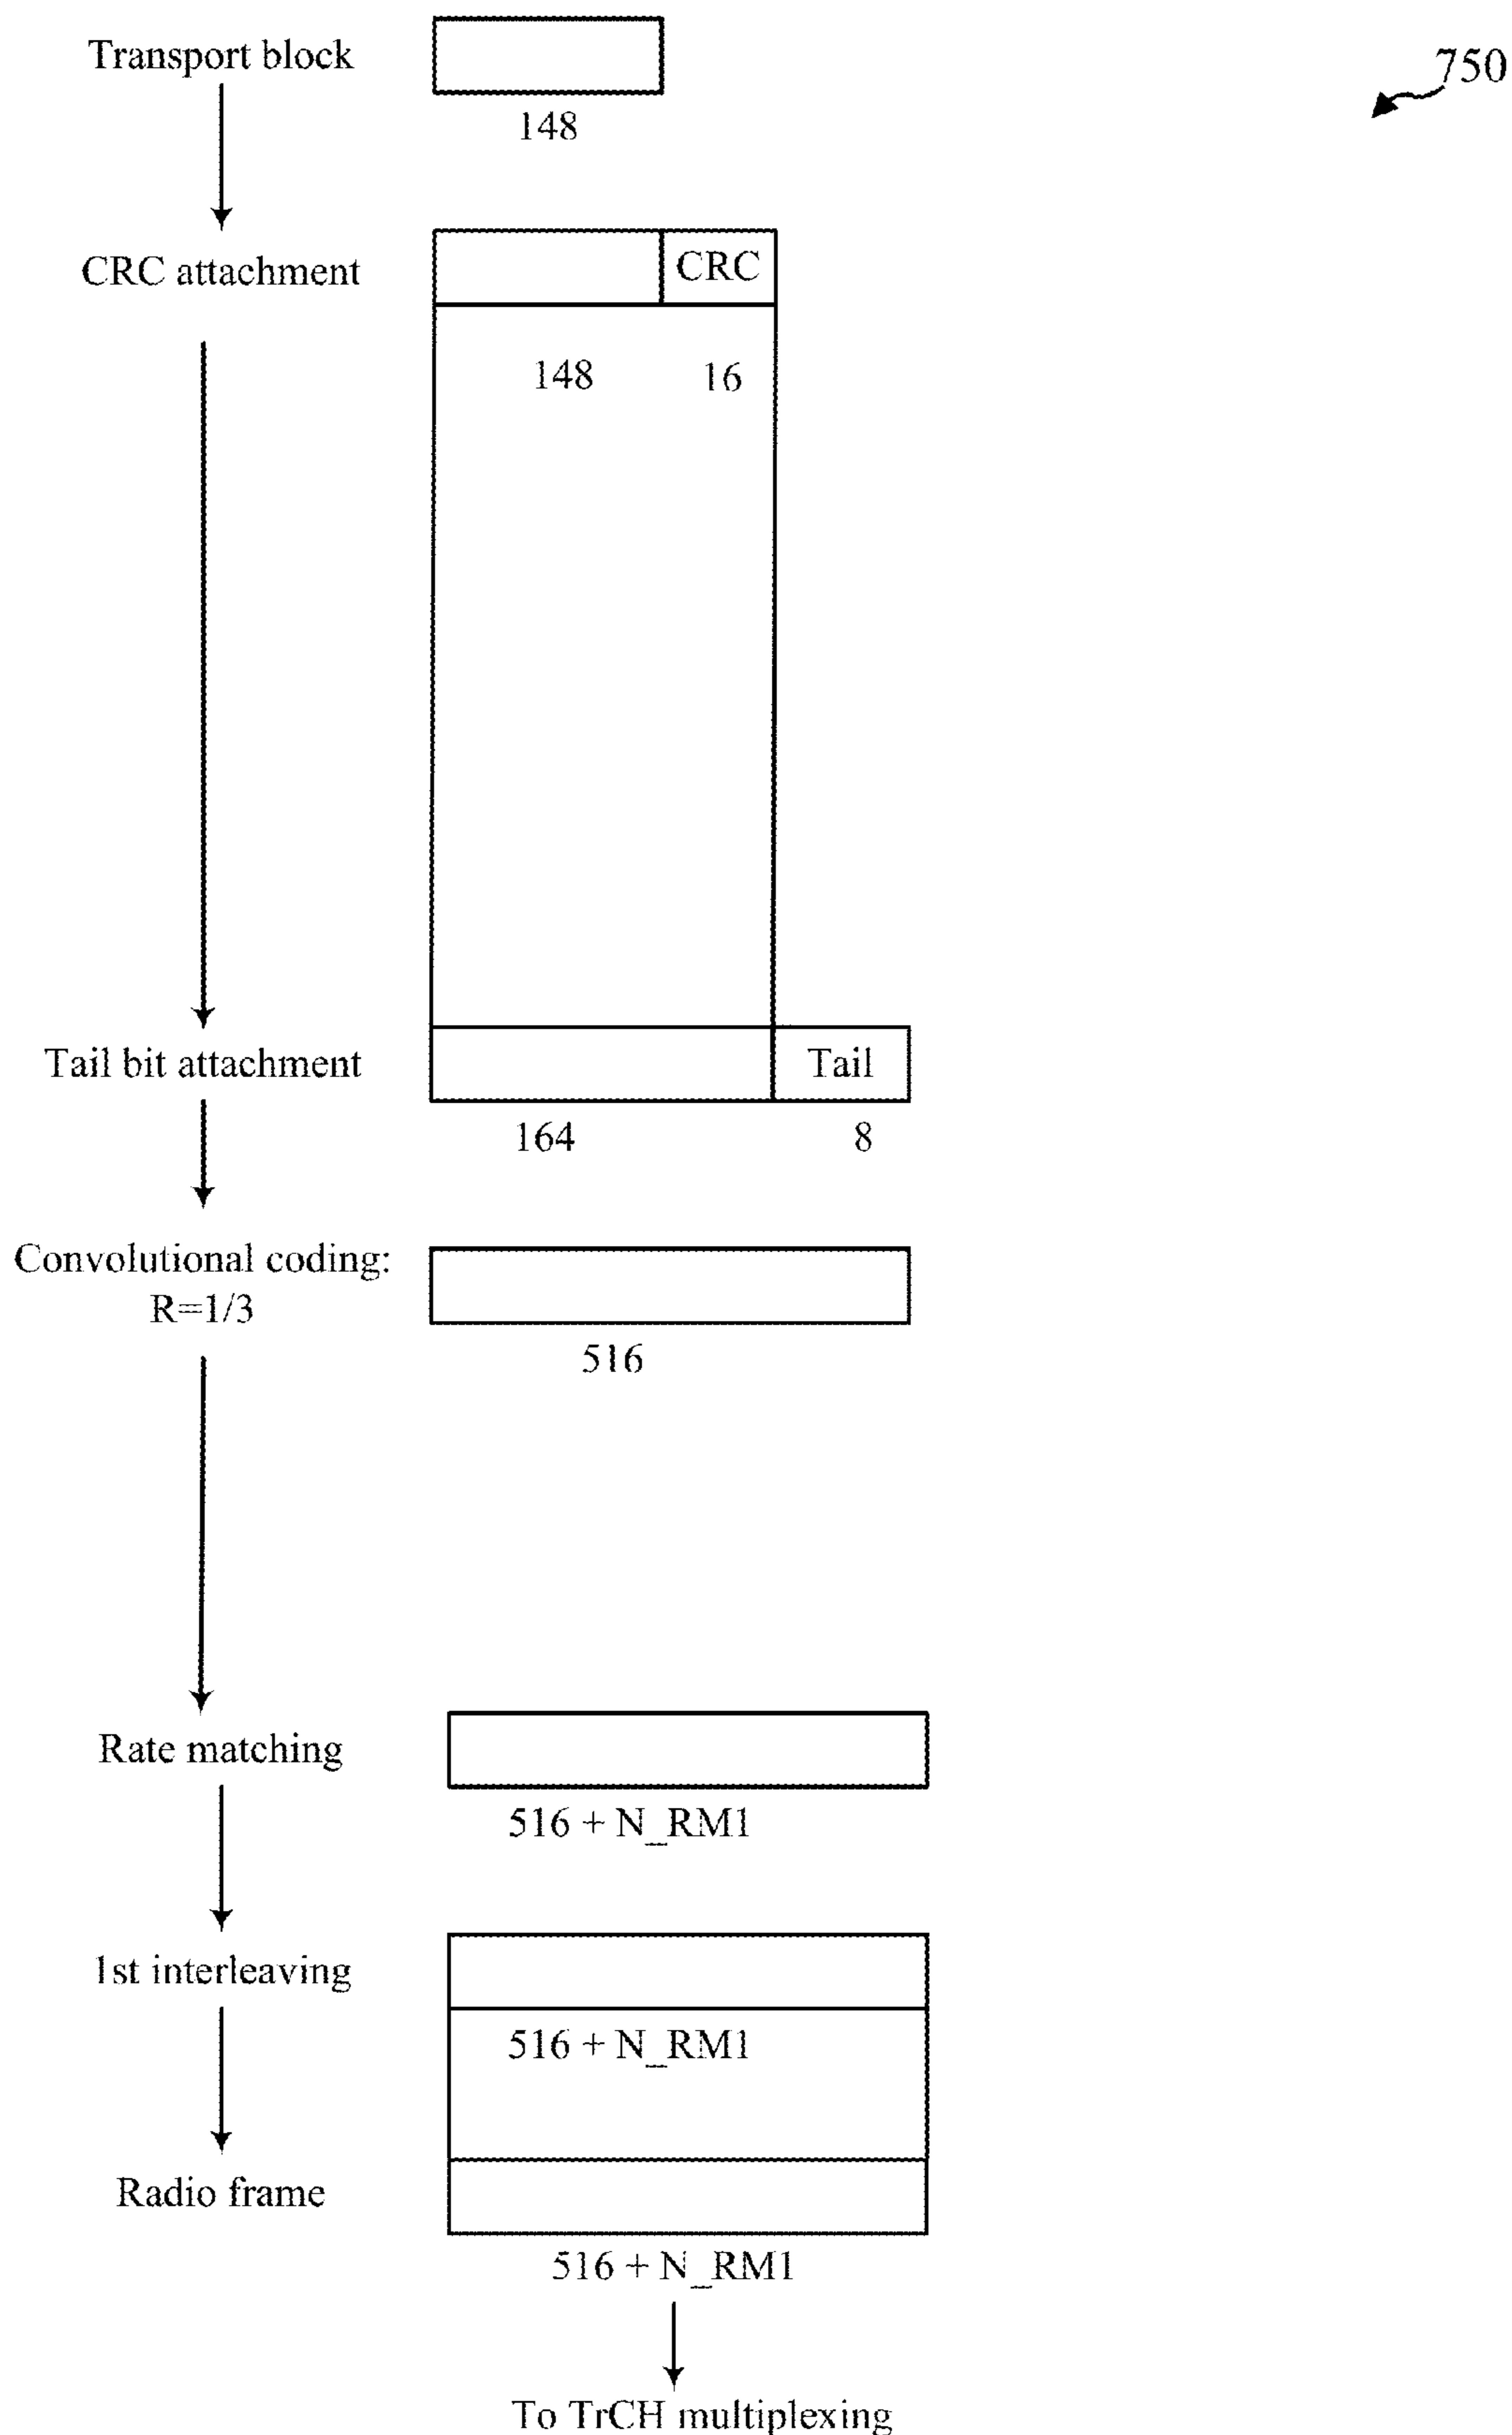 Transport block
148
750
CRC attachment
CRC
148 16
Tail bit attachment
Tail
164 8
Convolutional coding:
R=1/3
516
Rate matching
516 + N_RM1
1st interleaving
516 + N_RM1
Radio frame
516 + N_RM1
To TrCH multiplexing